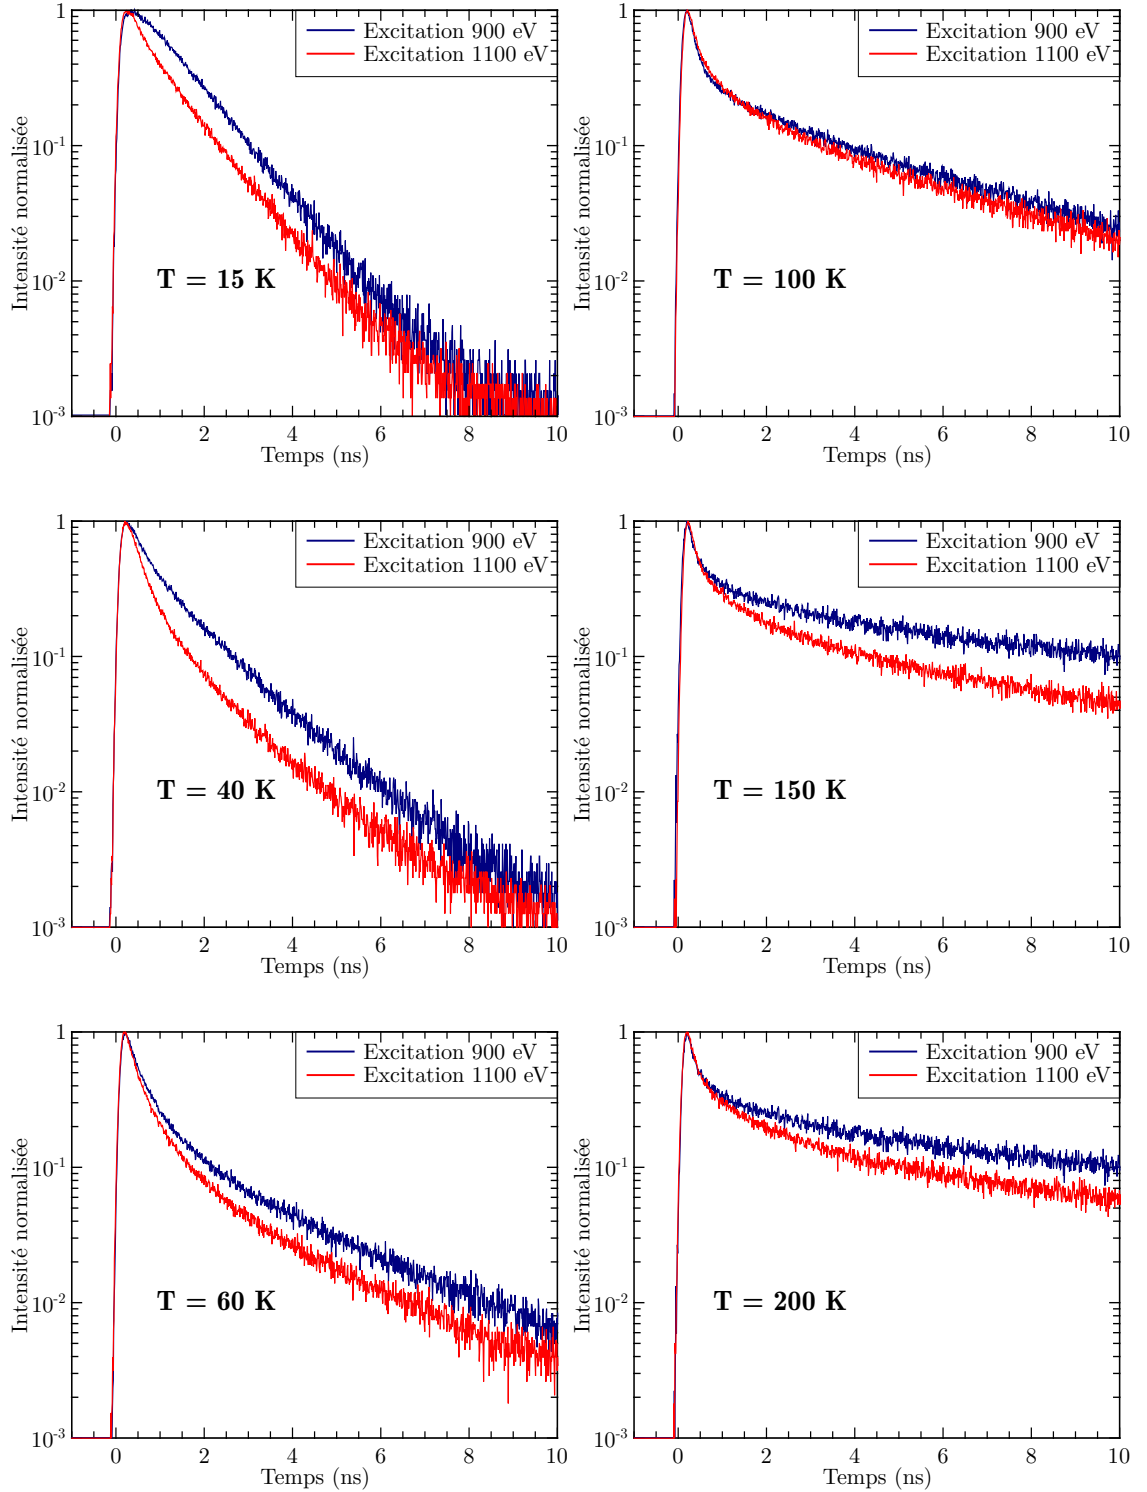 Excitation 900 eV
Excitation 1100 eV
T = 15 K
Intensité normalisée
1
10-1
10-2
10-3
0 2 4 6 8 10
Temps (ns)
Excitation 900 eV
Excitation 1100 eV
T = 100 K
Intensité normalisée
1
10-1
10-2
10-3
0 2 4 6 8 10
Temps (ns)
Excitation 900 eV
Excitation 1100 eV
T = 40 K
Intensité normalisée
1
10-1
10-2
10-3
0 2 4 6 8 10
Temps (ns)
Excitation 900 eV
Excitation 1100 eV
T = 150 K
Intensité normalisée
1
10-1
10-2
10-3
0 2 4 6 8 10
Temps (ns)
Excitation 900 eV
Excitation 1100 eV
T = 60 K
Intensité normalisée
1
10-1
10-2
10-3
0 2 4 6 8 10
Temps (ns)
Excitation 900 eV
Excitation 1100 eV
T = 200 K
Intensité normalisée
1
10-1
10-2
10-3
0 2 4 6 8 10
Temps (ns)